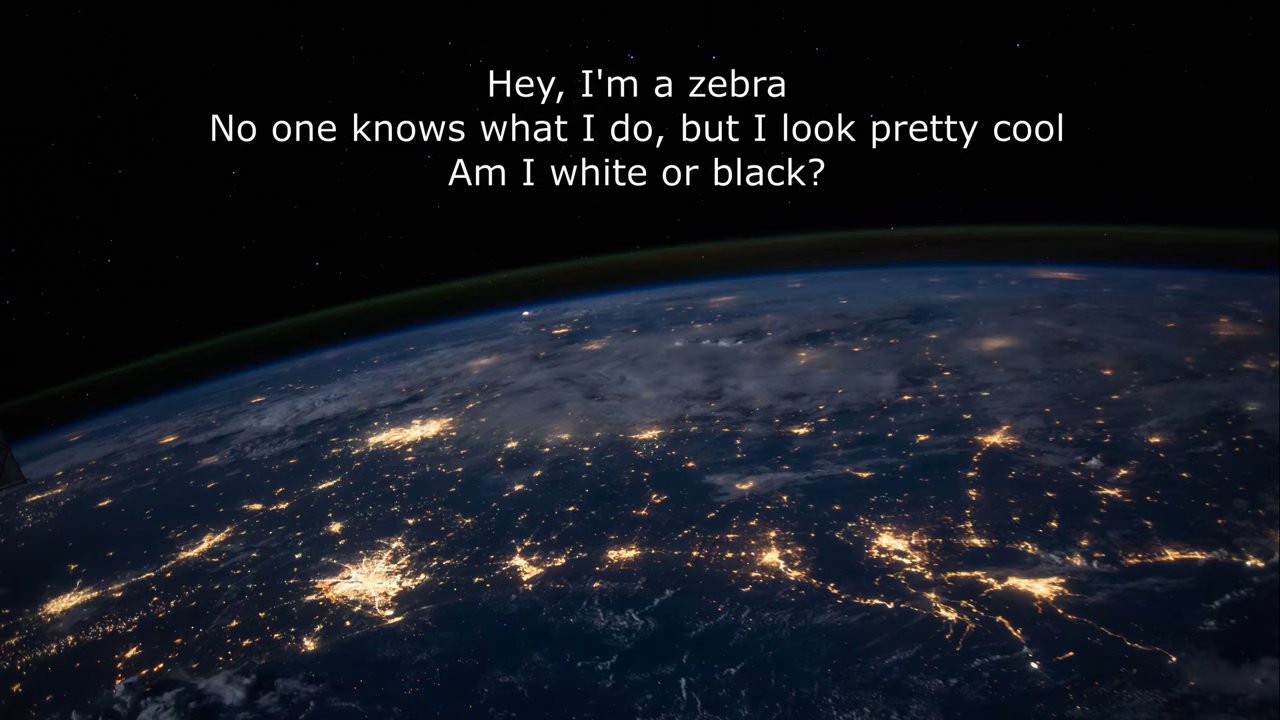 Hey, I'm a zebra
No one knows what I do, but I look pretty cool
Am I white or black?